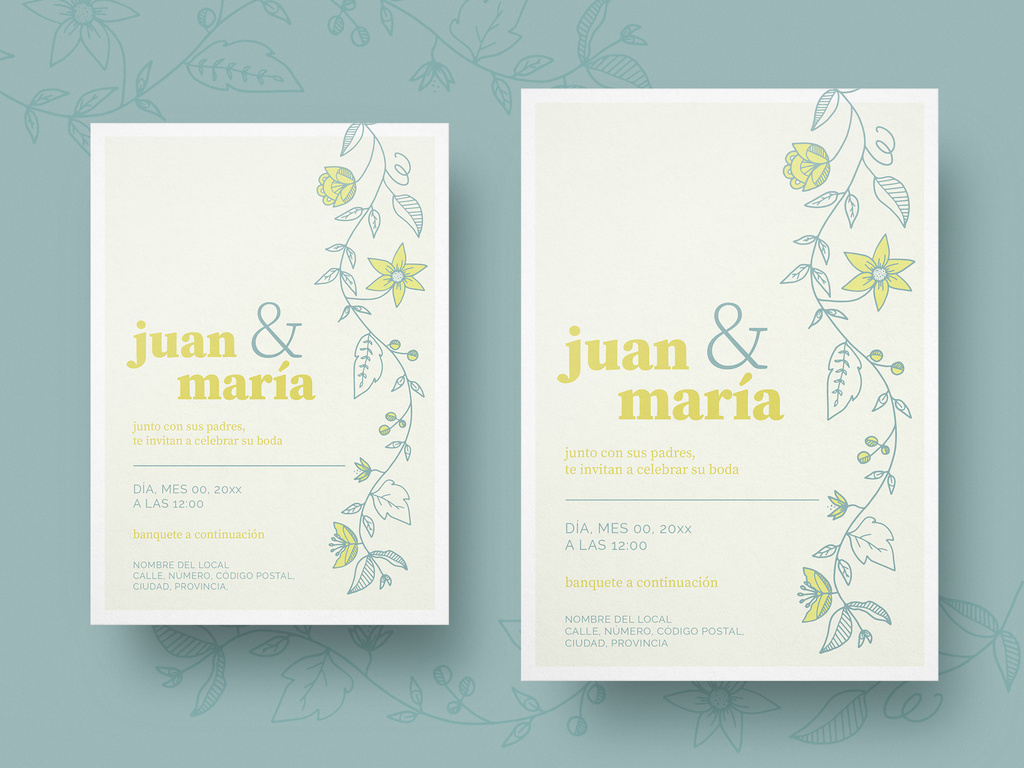 juan &
maría
junto con sus padres,
te invitan a celebrar su boda
DÍA, MES 00, 20xx
A LAS 12:00
banquete a continuación
NOMBRE DEL LOCAL
CALLE, NÚMERO, CÓDIGO POSTAL,
CIUDAD, PROVINCIA,
juan &
maría
junto con sus padres,
te invitan a celebrar su boda
DÍA, MES 00, 20xx
A LAS 12:00
banquete a continuación
NOMBRE DEL LOCAL
CALLE, NÚMERO, CÓDIGO POSTAL,
CIUDAD, PROVINCIA